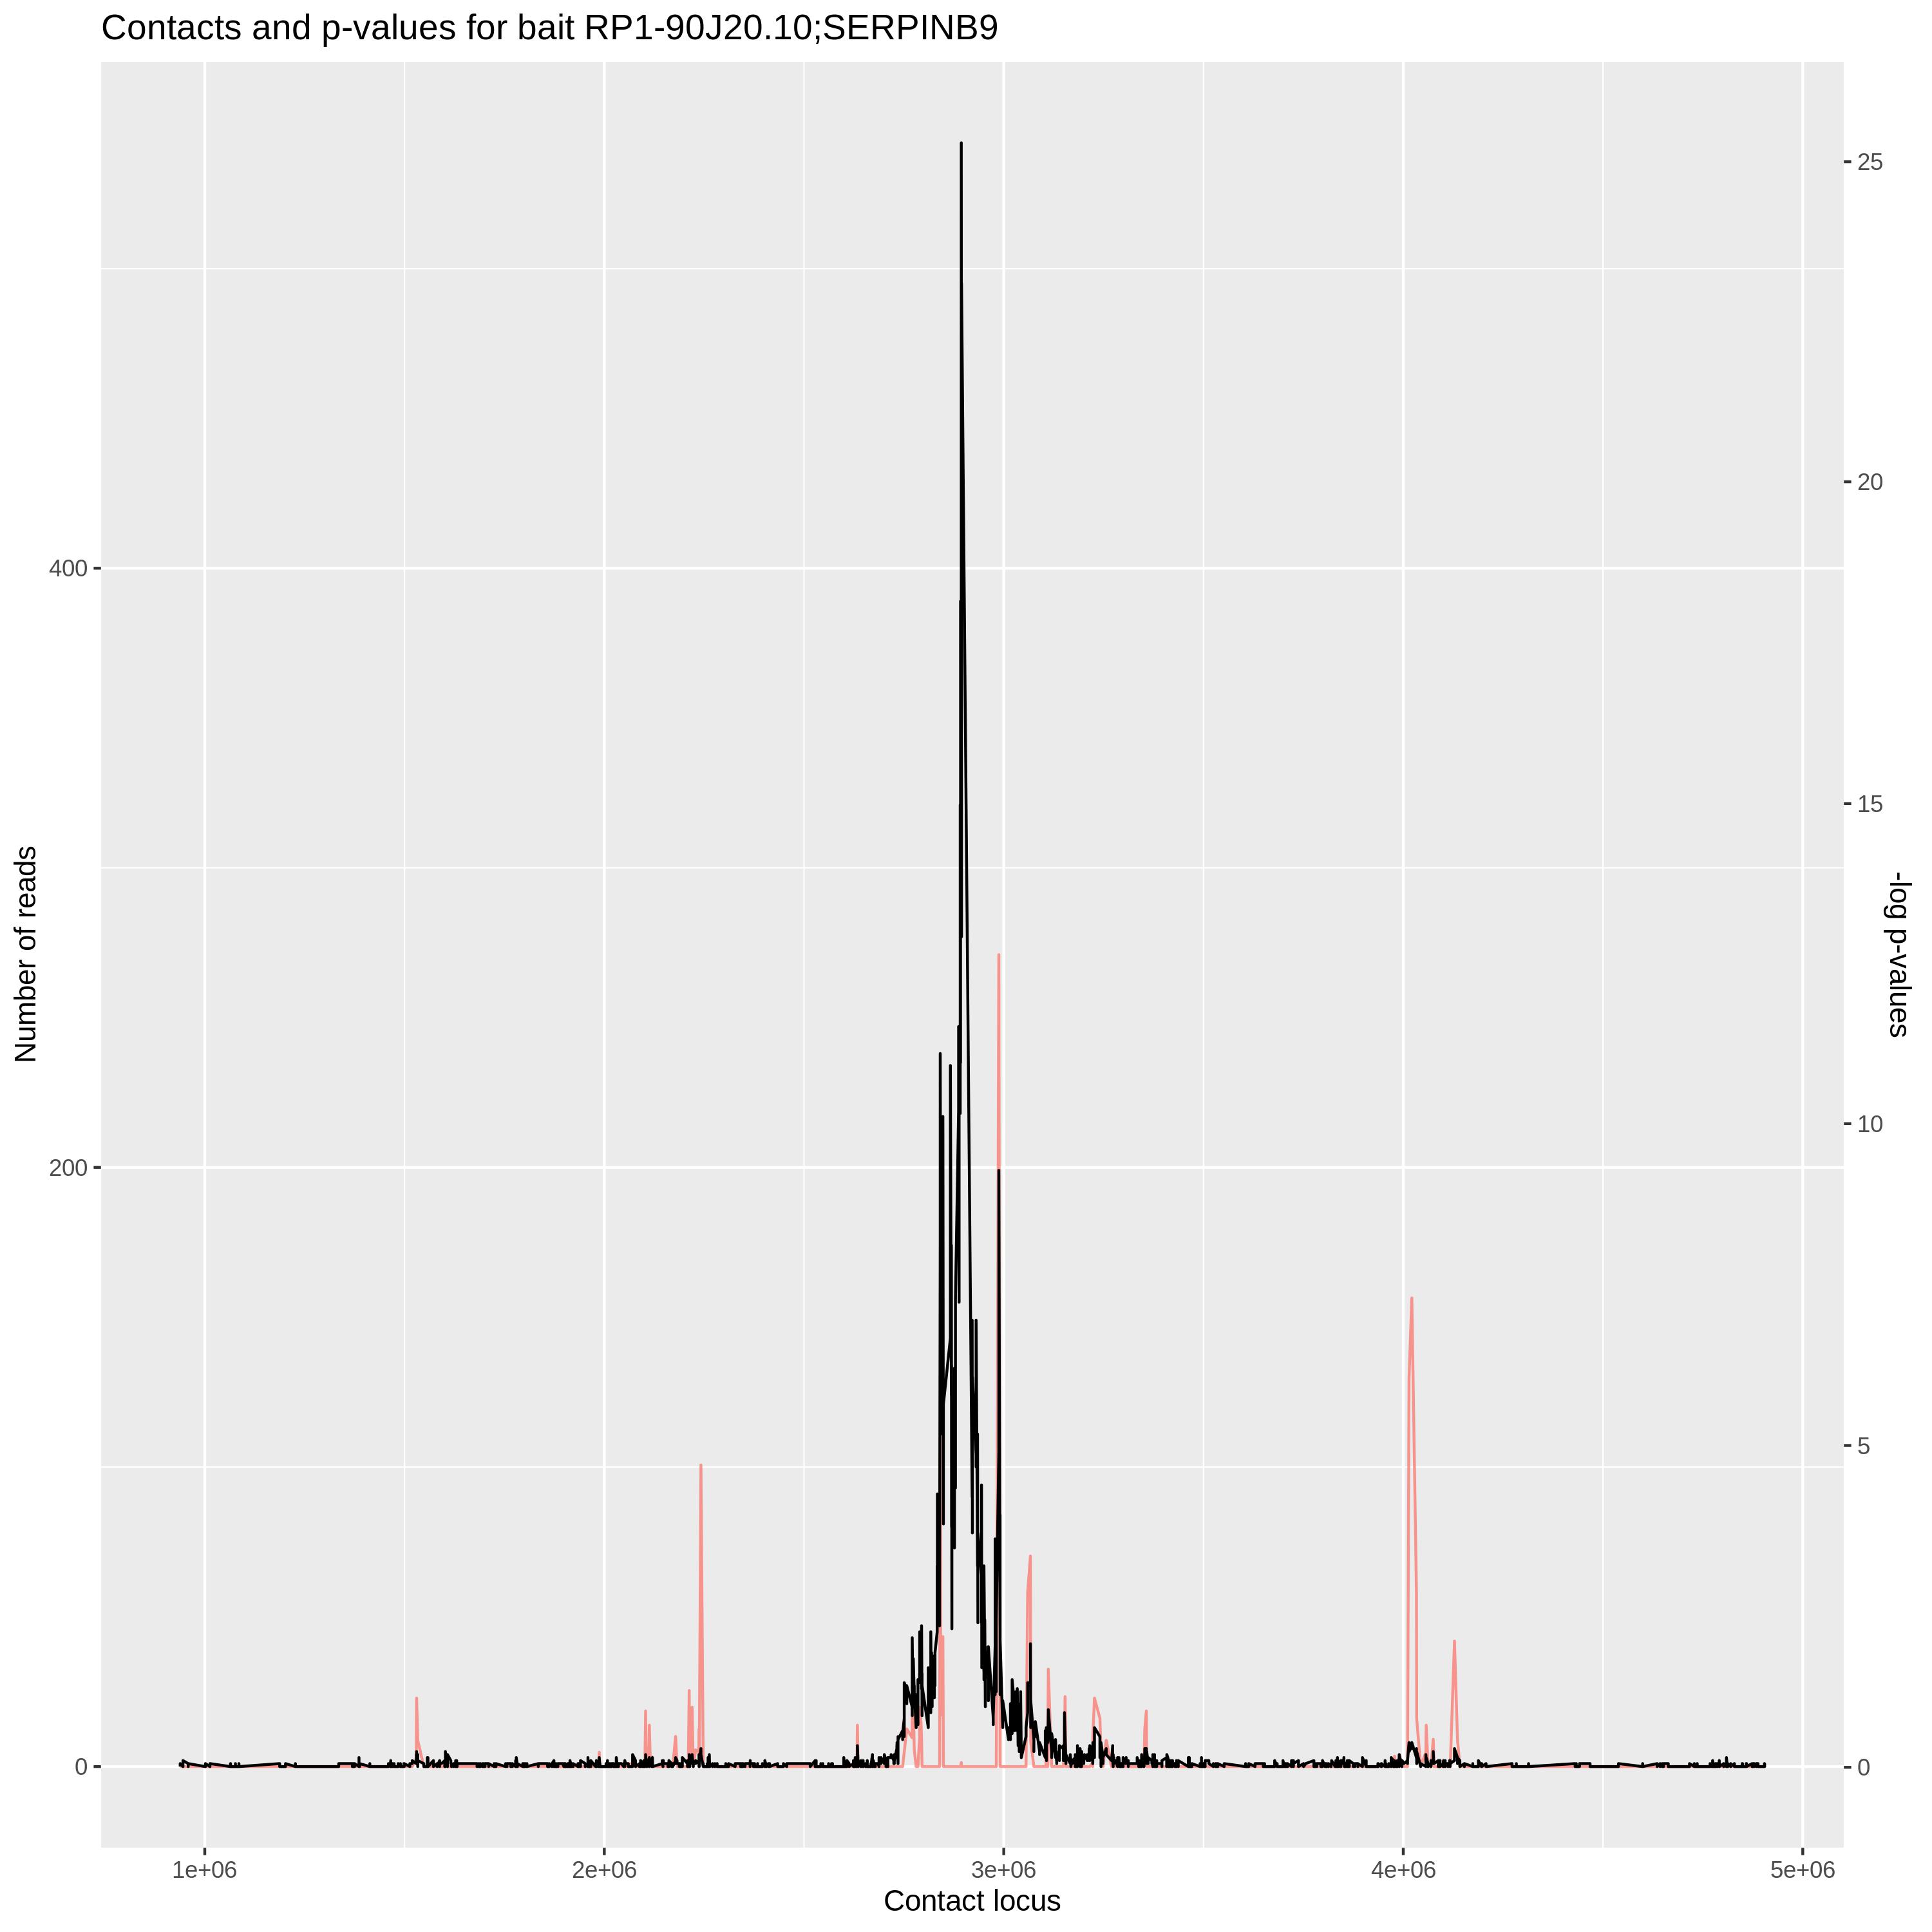 Contacts and p-values for bait RP1-90J20.10;SERPINB9
Number of reads
400
200
0
25
20
15
10
5
0
-log p-values
1e+06
2e+06
3e+06
4e+06
5e+06
Contact locus